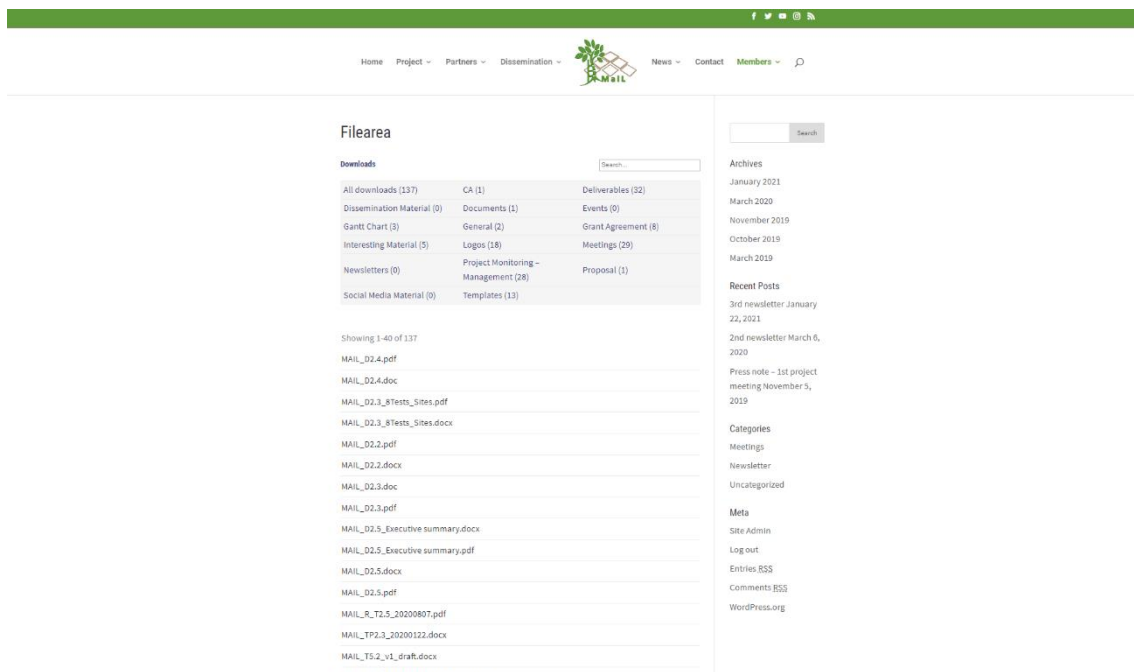 Home Project Partners Dissemination MaIL News Contact Members
Filearea
Downloads
Search...
All downloads (137) CA (1) Deliverables (32)
Dissemination Material (0) Documents (1) Events (0)
Gantt Chart (3) General (2) Grant Agreement (8)
Interesting Material (5) Logos (18) Meetings (29)
Newsletters (0) Project Monitoring –
Management (28) Proposal (1)
Social Media Material (0) Templates (13)
Showing 1-40 of 137
MAIL_D2.4.pdf
MAIL_D2.4.doc
MAIL_D2.3_8Tests_Sites.pdf
MAIL_D2.3_8Tests_Sites.docx
MAIL_D2.2.pdf
MAIL_D2.2.docx
MAIL_D2.3.doc
MAIL_D2.3.pdf
MAIL_D2.5_Executive summary.docx
MAIL_D2.5_Executive summary.pdf
MAIL_D2.5.docx
MAIL_D2.5.pdf
MAIL_R_T2.5_20200807.pdf
MAIL_TP2.3_20200122.docx
MAIL_T5.2_v1_draft.docx
Search
Archives
January 2021
March 2020
November 2019
October 2019
March 2019
Recent Posts
3rd newsletter January
22, 2021
2nd newsletter March 6,
2020
Press note – 1st project
meeting November 5,
2019
Categories
Meetings
Newsletter
Uncategorized
Meta
Site Admin
Log out
Entries RSS
Comments RSS
WordPress.org